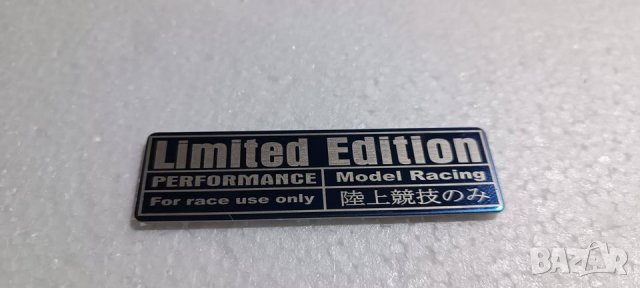 Limited Edition
PERFORMANCE Model Racing
For race use only 陸上競技のみ
BAZAR